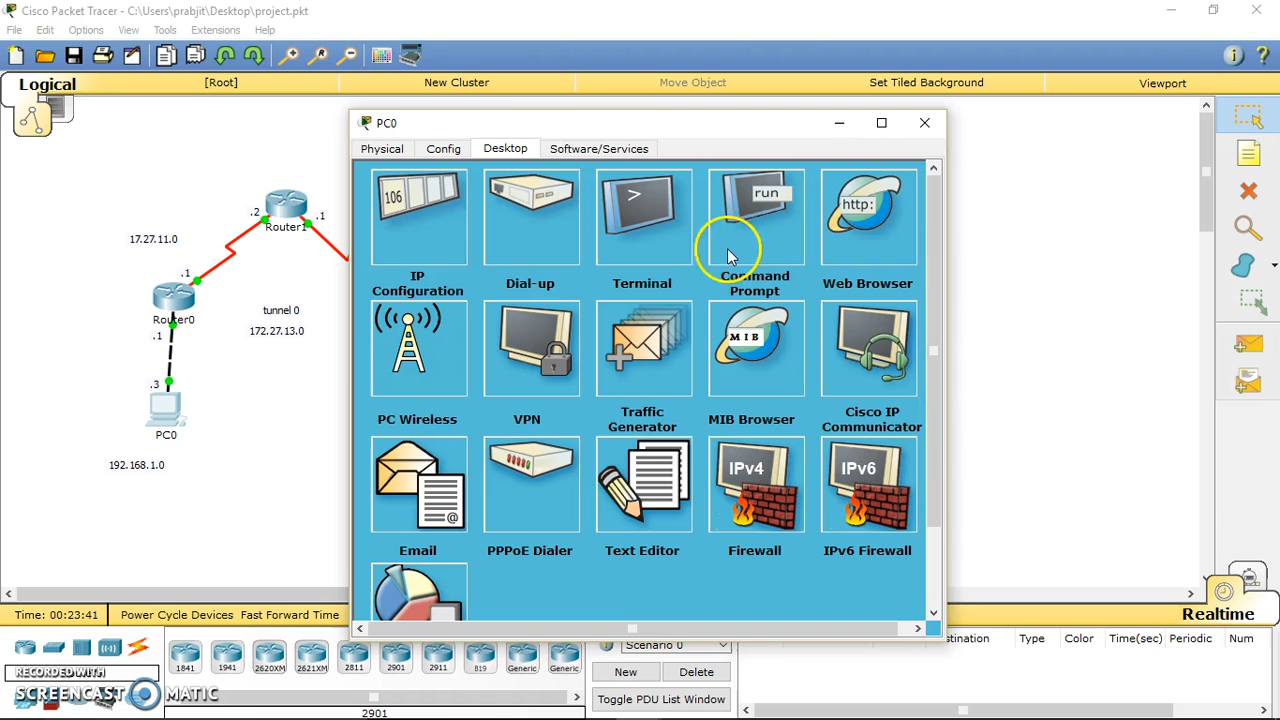 Cisco Packet Tracer - C:\Users\prabjit\Desktop\project.pkt
File Edit Options View Tools Extensions Help
Logical [Root] New Cluster Move Object Set Tiled Background Viewport
PC0
Physical Config Desktop Software/Services
106
>
run
http:
IP Configuration
Dial-up
Terminal
Command Prompt
Web Browser
MIB
PC Wireless
VPN
Traffic Generator
MIB Browser
Cisco IP Communicator
@
IPv4
IPv6
Email
PPPoE Dialer
Text Editor
Firewall
IPv6 Firewall
.2
.1
Router1
17.27.11.0
.1
Router0
.1
tunnel 0
172.27.13.0
.3
PC0
192.168.1.0
Time: 00:23:41 Power Cycle Devices Fast Forward Time
Realtime
1841 1941 2620XM 2621XM 2811 2901 2911 819 Generic Generic
2901
Scenario 0
New Delete
Toggle PDU List Window
stination Type Color Time(sec) Periodic Num
RECORDED WITH
SCREENCAST MATIC